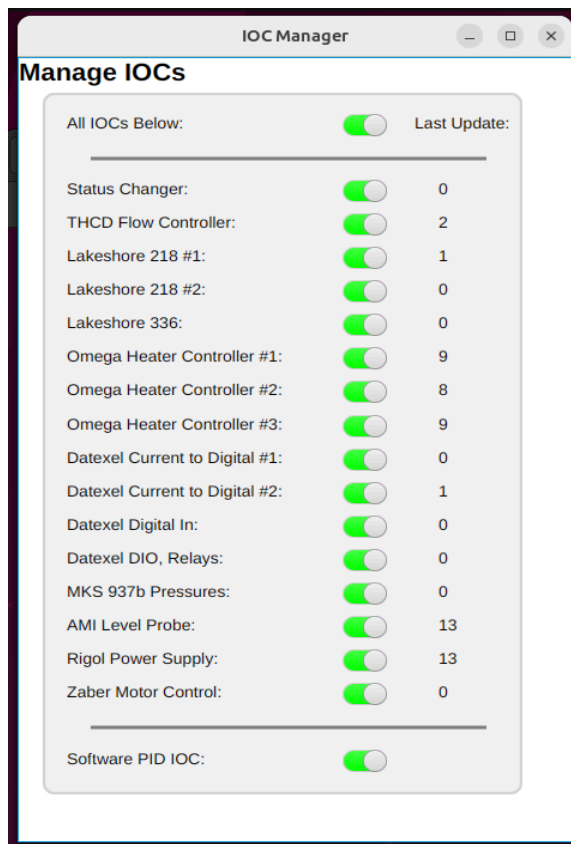 IOC Manager
Manage IOCs
All IOCs Below: Last Update:
Status Changer: 0
THCD Flow Controller: 2
Lakeshore 218 #1: 1
Lakeshore 218 #2: 0
Lakeshore 336: 0
Omega Heater Controller #1: 9
Omega Heater Controller #2: 8
Omega Heater Controller #3: 9
Datexel Current to Digital #1: 0
Datexel Current to Digital #2: 1
Datexel Digital In: 0
Datexel DIO, Relays: 0
MKS 937b Pressures: 0
AMI Level Probe: 13
Rigol Power Supply: 13
Zaber Motor Control: 0
Software PID IOC: